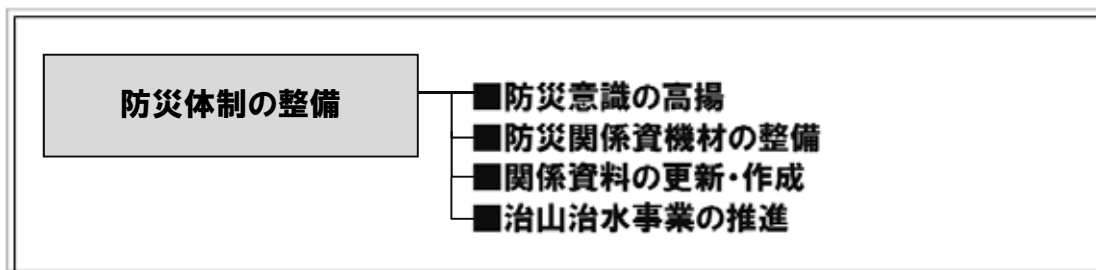 防災体制の整備
■防災意識の高揚
■防災関係資機材の整備
■関係資料の更新・作成
■治山治水事業の推進